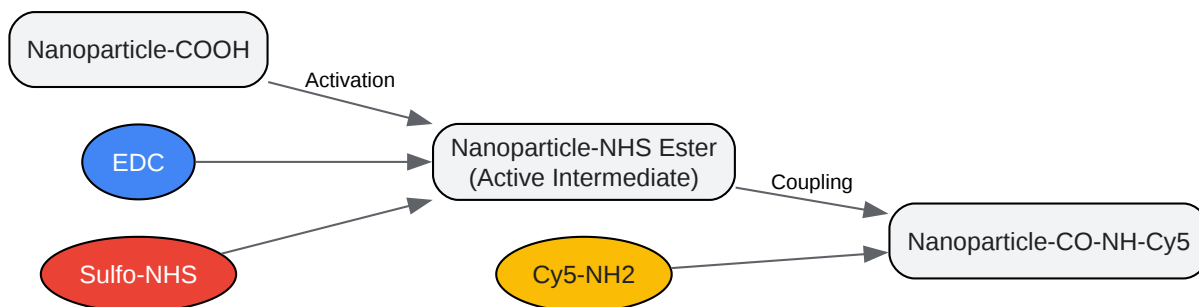 Nanoparticle-COOH
Activation
EDC
Nanoparticle-NHS Ester
(Active Intermediate)
Coupling
Sulfo-NHS
Cy5-NH2
Nanoparticle-CO-NH-Cy5